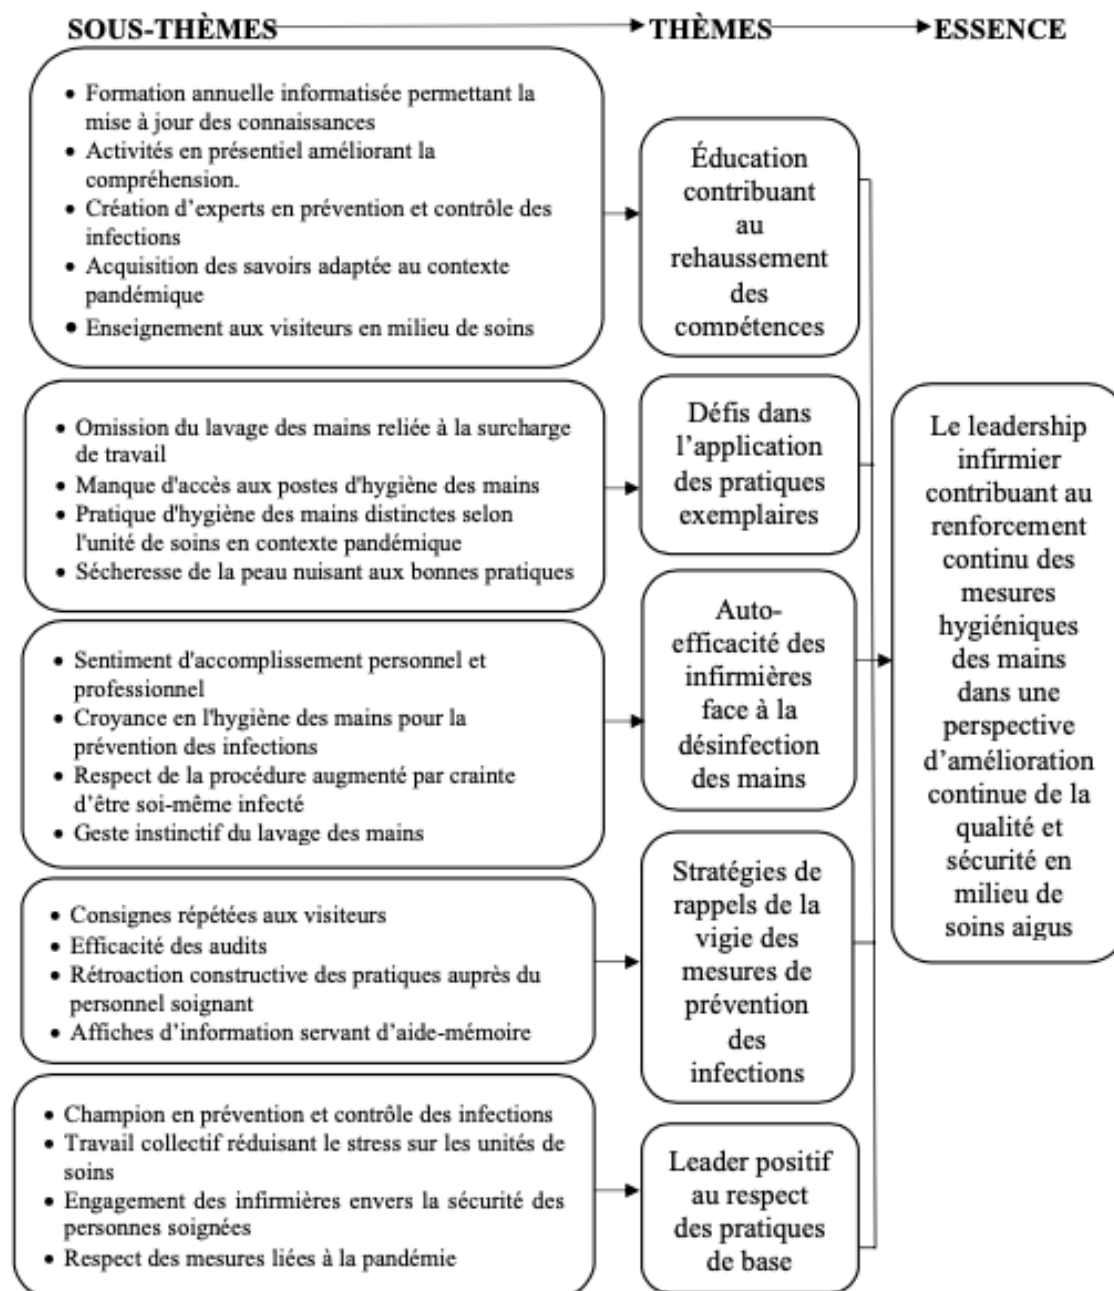 SOUS-THÈMES THÈMES ESSENCE
• Formation annuelle informatisée permettant la
mise à jour des connaissances
• Activités en présentiel améliorant la
compréhension.
• Création d’experts en prévention et contrôle des
infections
• Acquisition des savoirs adaptée au contexte
pandémique
• Enseignement aux visiteurs en milieu de soins
Éducation
contribuant
au
rehaussement
des
compétences
• Omission du lavage des mains reliée à la surcharge
de travail
• Manque d'accès aux postes d'hygiène des mains
• Pratique d'hygiène des mains distinctes selon
l'unité de soins en contexte pandémique
• Sécheresse de la peau nuisant aux bonnes pratiques
Défis dans
l’application
des pratiques
exemplaires
• Sentiment d'accomplissement personnel et
professionnel
• Croyance en l'hygiène des mains pour la
prévention des infections
• Respect de la procédure augmenté par crainte
d’être soi-même infecté
• Geste instinctif du lavage des mains
Auto-
efficacité des
infirmières
face à la
désinfection
des mains
• Consignes répétées aux visiteurs
• Efficacité des audits
• Rétroaction constructive des pratiques auprès du
personnel soignant
• Affiches d’information servant d’aide-mémoire
Stratégies de
rappels de la
vigie des
mesures de
prévention
des
infections
• Champion en prévention et contrôle des infections
• Travail collectif réduisant le stress sur les unités de
soins
• Engagement des infirmières envers la sécurité des
personnes soignées
• Respect des mesures liées à la pandémie
Leader positif
au respect
des pratiques
de base
Le leadership
infirmier
contribuant au
renforcement
continu des
mesures
hygiéniques
des mains
dans une
perspective
d’amélioration
continue de la
qualité et
sécurité en
milieu de
soins aigus